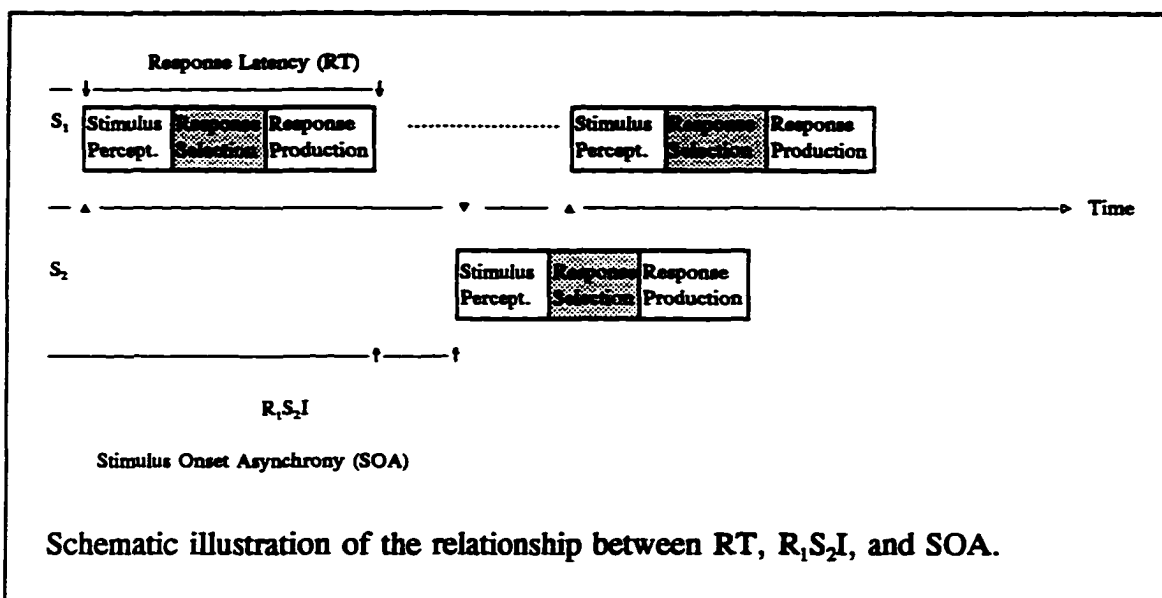 Response Latency (RT)
S₁
Stimulus Response Response
Percept. Selection Production
Stimulus Response Response
Percept. Selection Production
Time
S₂
Stimulus Response Response
Percept. Selection Production
R₁S₂I
Stimulus Onset Asynchrony (SOA)
Schematic illustration of the relationship between RT, R₁S₂I, and SOA.